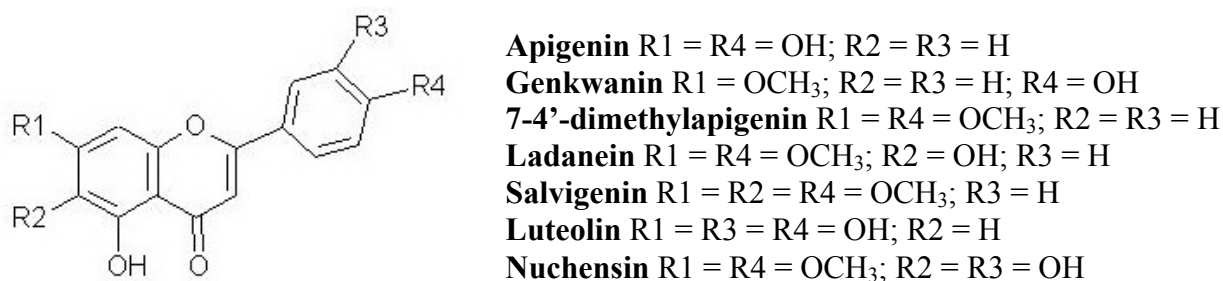 R3
R4
R1
O
R2
OH
O
Apigenin R1 = R4 = OH; R2 = R3 = H
Genkwanin R1 = OCH₃; R2 = R3 = H; R4 = OH
7-4’-dimethylapigenin R1 = R4 = OCH₃; R2 = R3 = H
Ladanein R1 = R4 = OCH₃; R2 = OH; R3 = H
Salvigenin R1 = R2 = R4 = OCH₃; R3 = H
Luteolin R1 = R3 = R4 = OH; R2 = H
Nuchensin R1 = R4 = OCH₃; R2 = R3 = OH